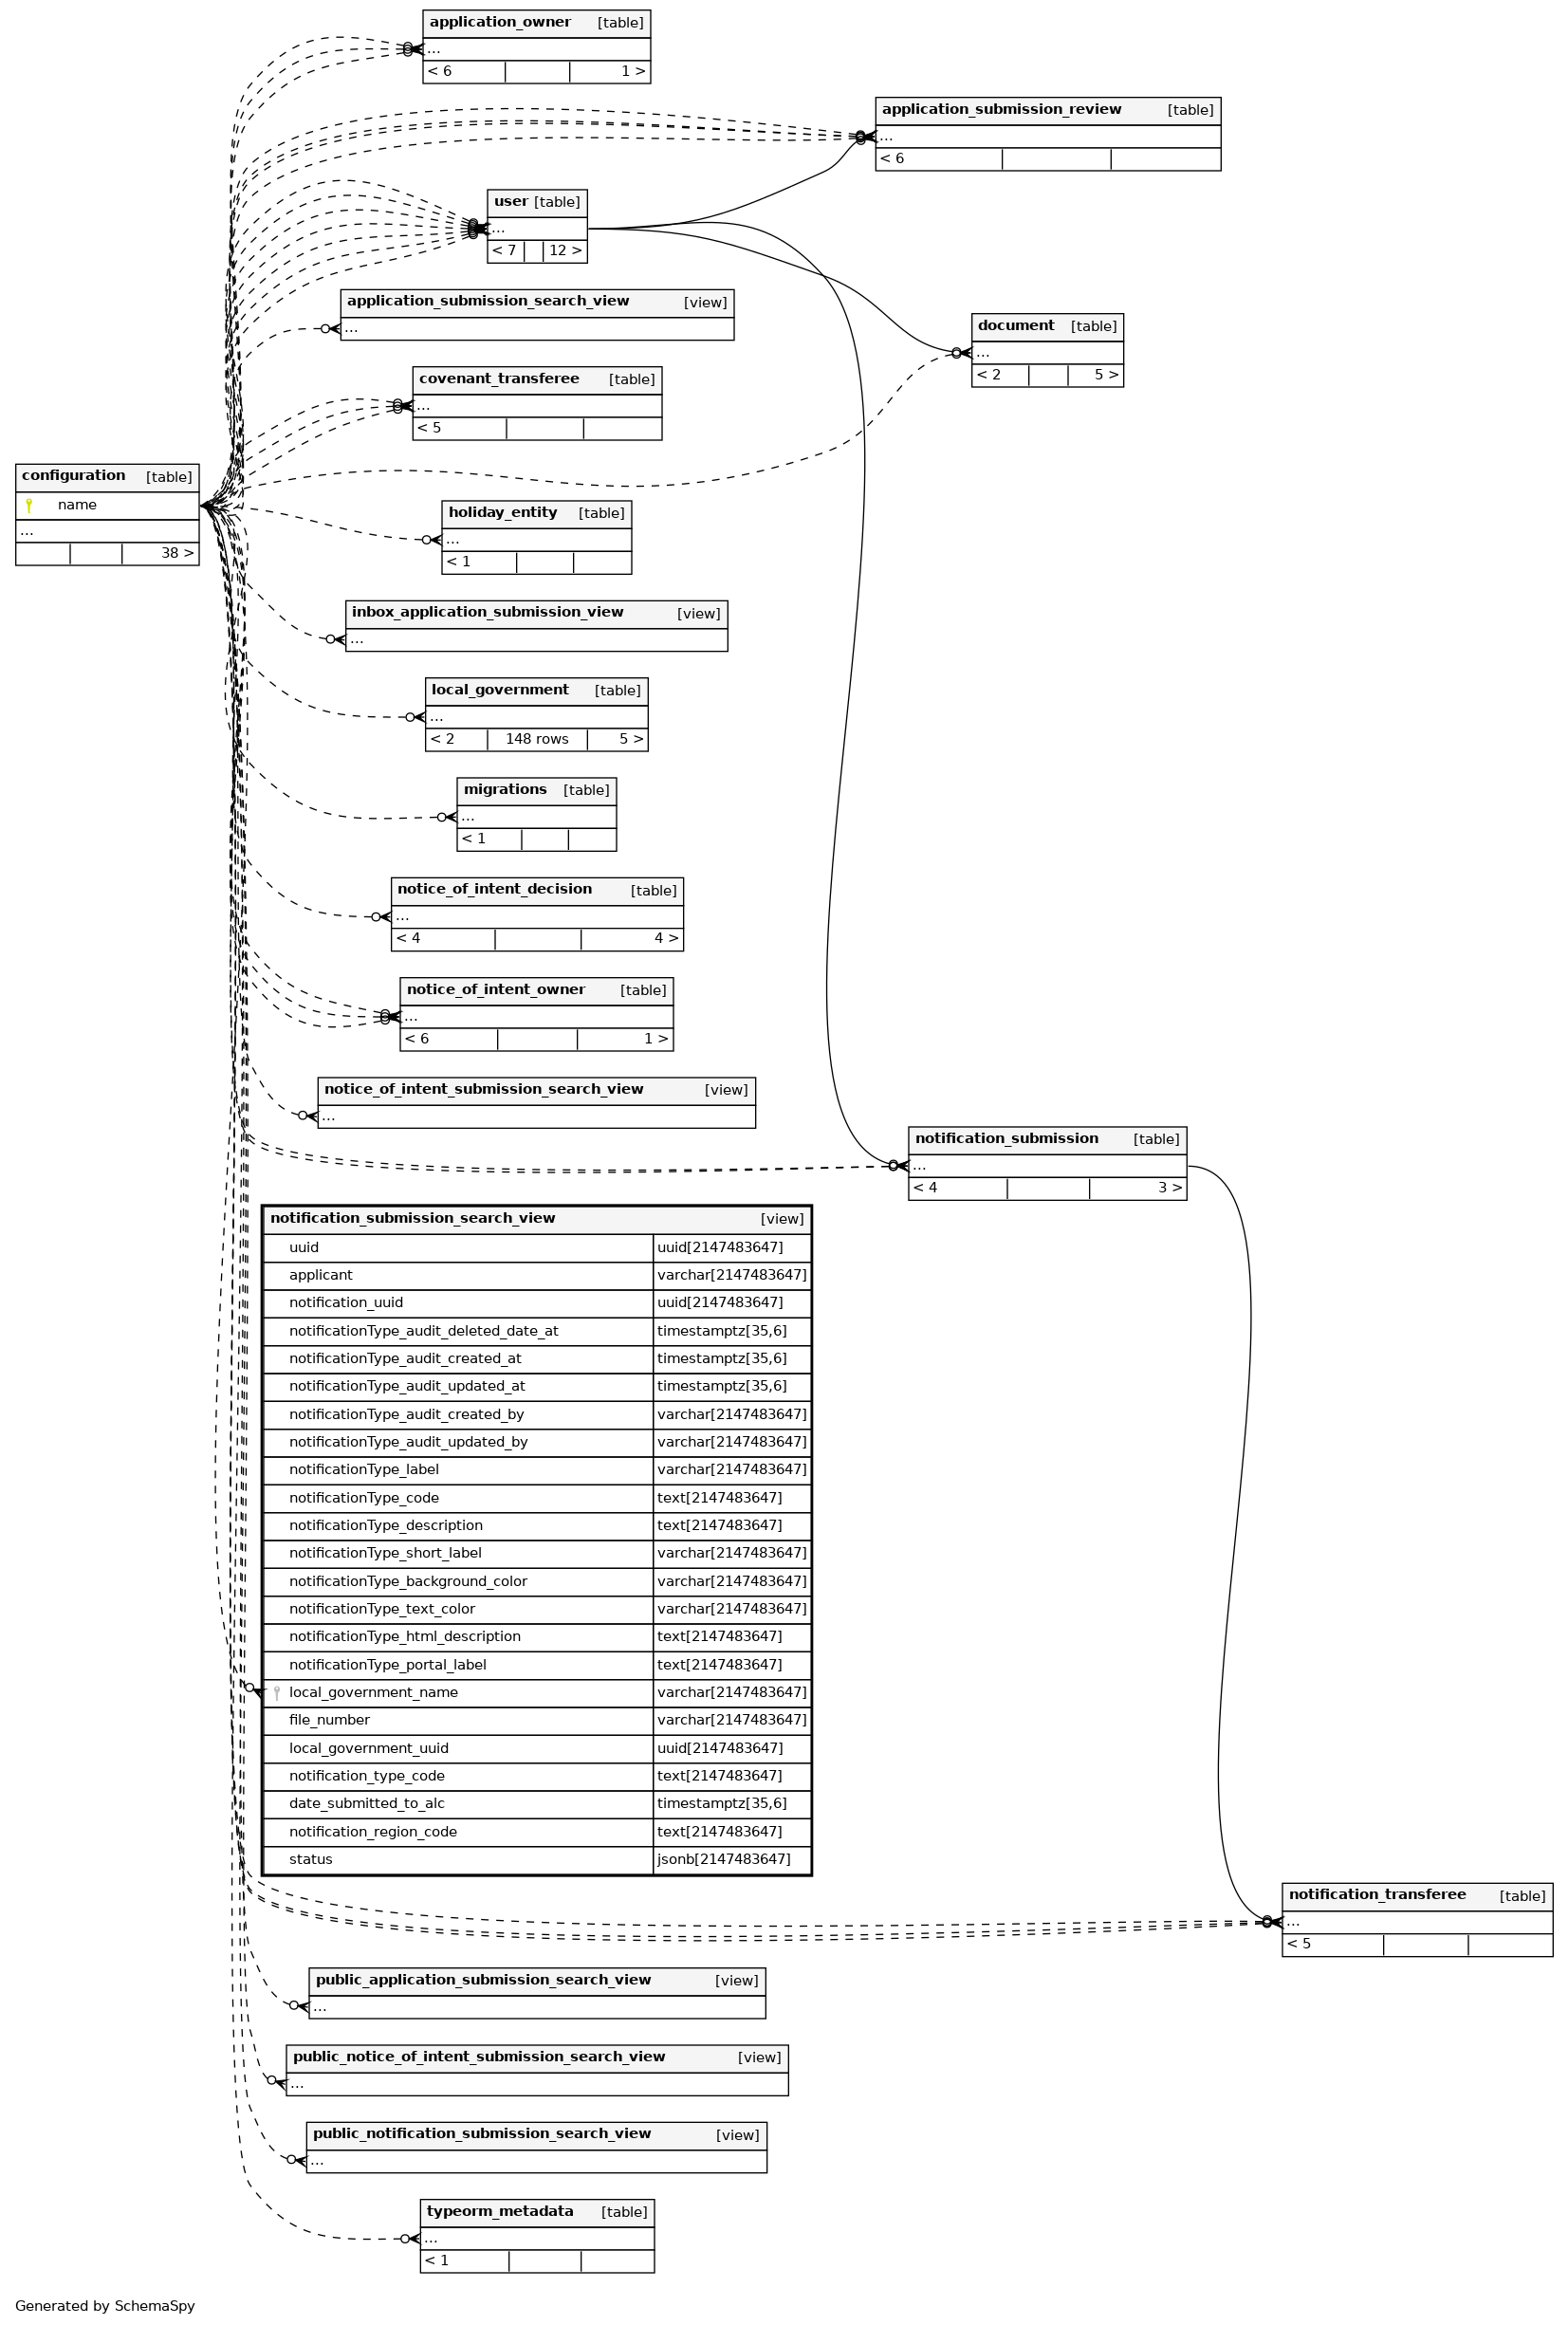 application_owner [table]
...
< 6 1 >
application_submission_review [table]
...
< 6
user [table]
...
< 7 12 >
application_submission_search_view [view]
...
document [table]
...
< 2 5 >
covenant_transferee [table]
...
< 5
configuration [table]
name
...
38 >
holiday_entity [table]
...
< 1
inbox_application_submission_view [view]
...
local_government [table]
...
< 2 148 rows 5 >
migrations [table]
...
< 1
notice_of_intent_decision [table]
...
< 4 4 >
notice_of_intent_owner [table]
...
< 6 1 >
notice_of_intent_submission_search_view [view]
...
notification_submission [table]
...
< 4 3 >
notification_submission_search_view [view]
uuid uuid[2147483647]
applicant varchar[2147483647]
notification_uuid uuid[2147483647]
notificationType_audit_deleted_date_at timestamptz[35,6]
notificationType_audit_created_at timestamptz[35,6]
notificationType_audit_updated_at timestamptz[35,6]
notificationType_audit_created_by varchar[2147483647]
notificationType_audit_updated_by varchar[2147483647]
notificationType_label varchar[2147483647]
notificationType_code text[2147483647]
notificationType_description text[2147483647]
notificationType_short_label varchar[2147483647]
notificationType_background_color varchar[2147483647]
notificationType_text_color varchar[2147483647]
notificationType_html_description text[2147483647]
notificationType_portal_label text[2147483647]
local_government_name varchar[2147483647]
file_number varchar[2147483647]
local_government_uuid uuid[2147483647]
notification_type_code text[2147483647]
date_submitted_to_alc timestamptz[35,6]
notification_region_code text[2147483647]
status jsonb[2147483647]
notification_transferee [table]
...
< 5
public_application_submission_search_view [view]
...
public_notice_of_intent_submission_search_view [view]
...
public_notification_submission_search_view [view]
...
typeorm_metadata [table]
...
< 1
Generated by SchemaSpy